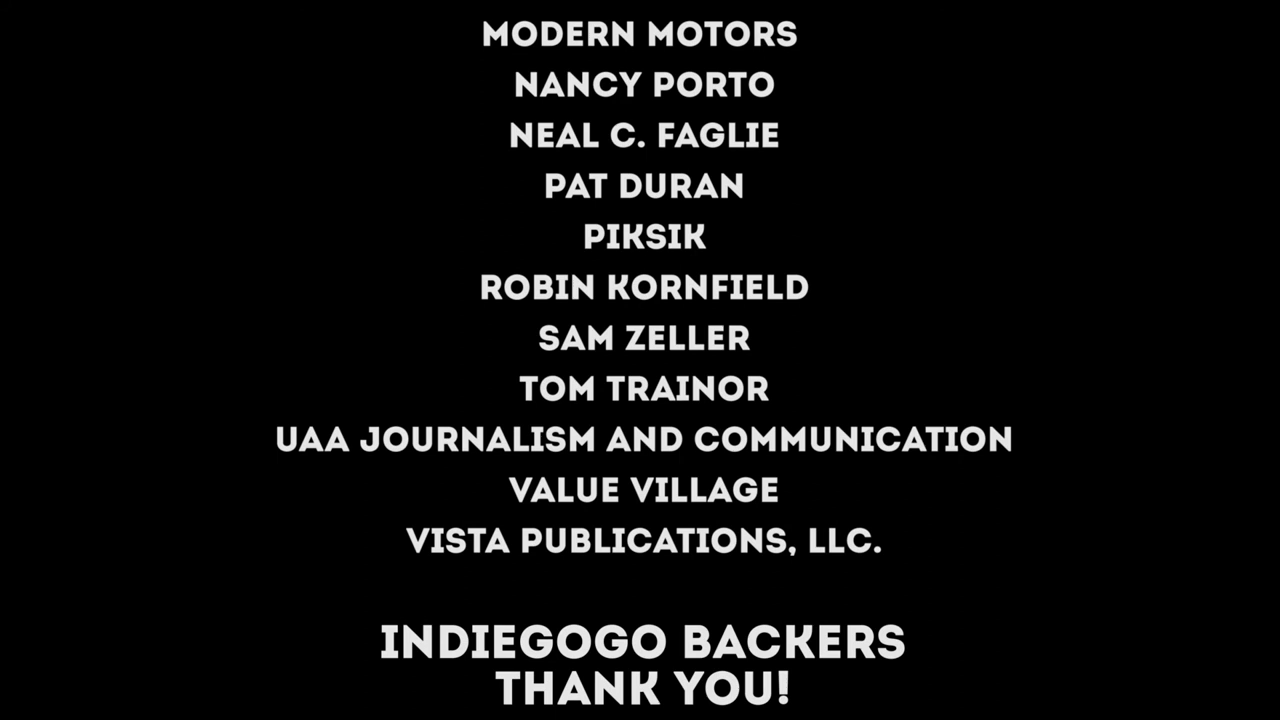 MODERN MOTORS
NANCY PORTO
NEAL C. FAGLIE
PAT DURAN
PIKSIK
ROBIN KORNFIELD
SAM ZELLER
TOM TRAINOR
UAA JOURNALISM AND COMMUNICATION
VALUE VILLAGE
VISTA PUBLICATIONS, LLC.
INDIEGOGO BACKERS
THANK YOU!